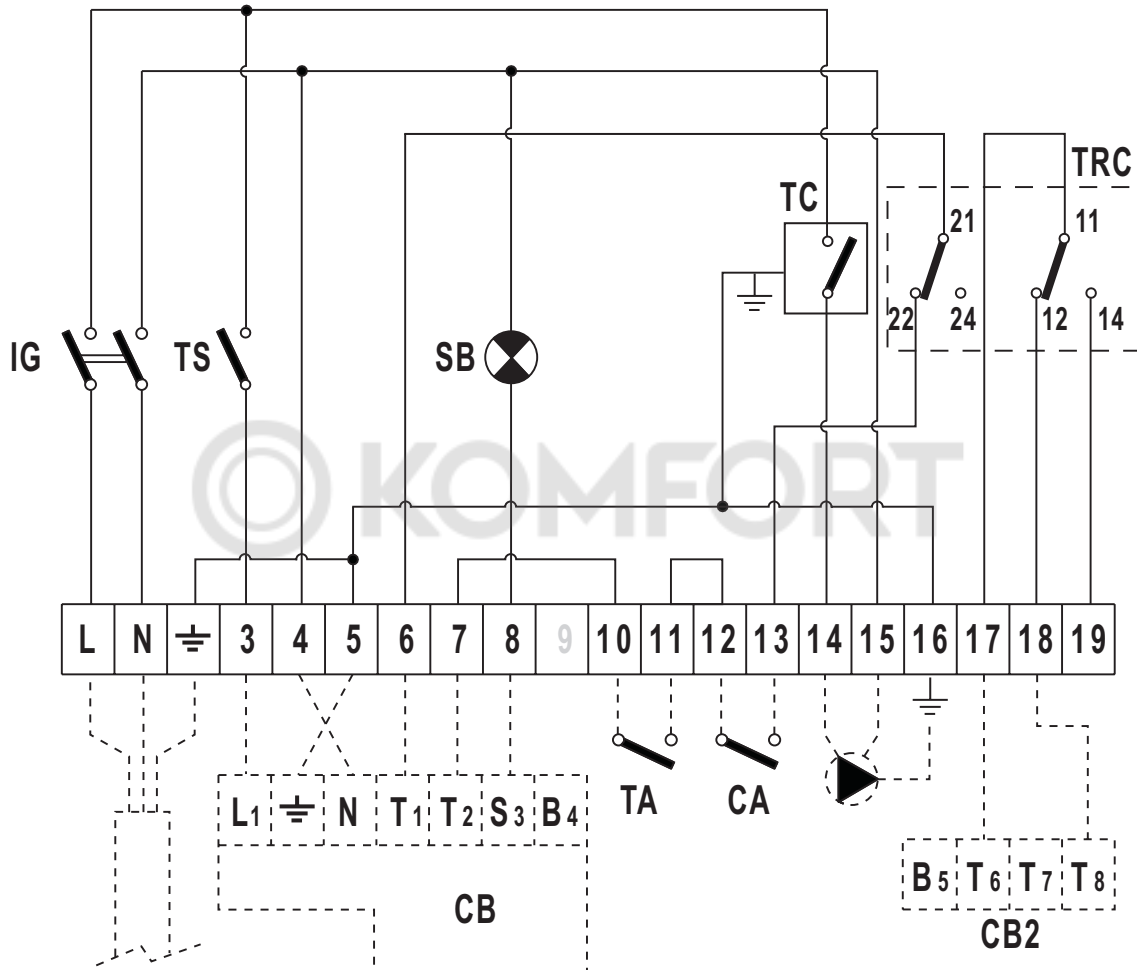 TRC
TC
21 11
22 24 12 14
IG TS SB
KOMFORT
L N 3 4 5 6 7 8 9 10 11 12 13 14 15 16 17 18 19
TA CA
L1 N T1 T2 S3 B4
CB
B5 T6 T7 T8
CB2